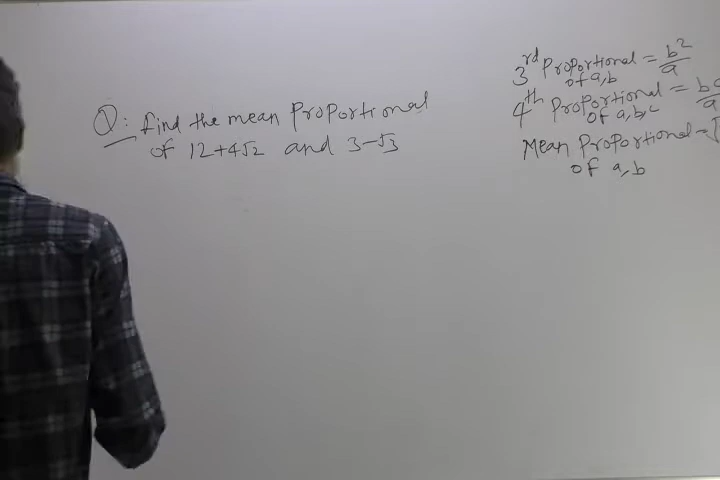 Q: find the mean Proportional
of 12+4√2 and 3-√3
3rd Proportional = b²/a
of a,b
4th Proportional =
of a,b,c
Mean Proportional = √
of a,b